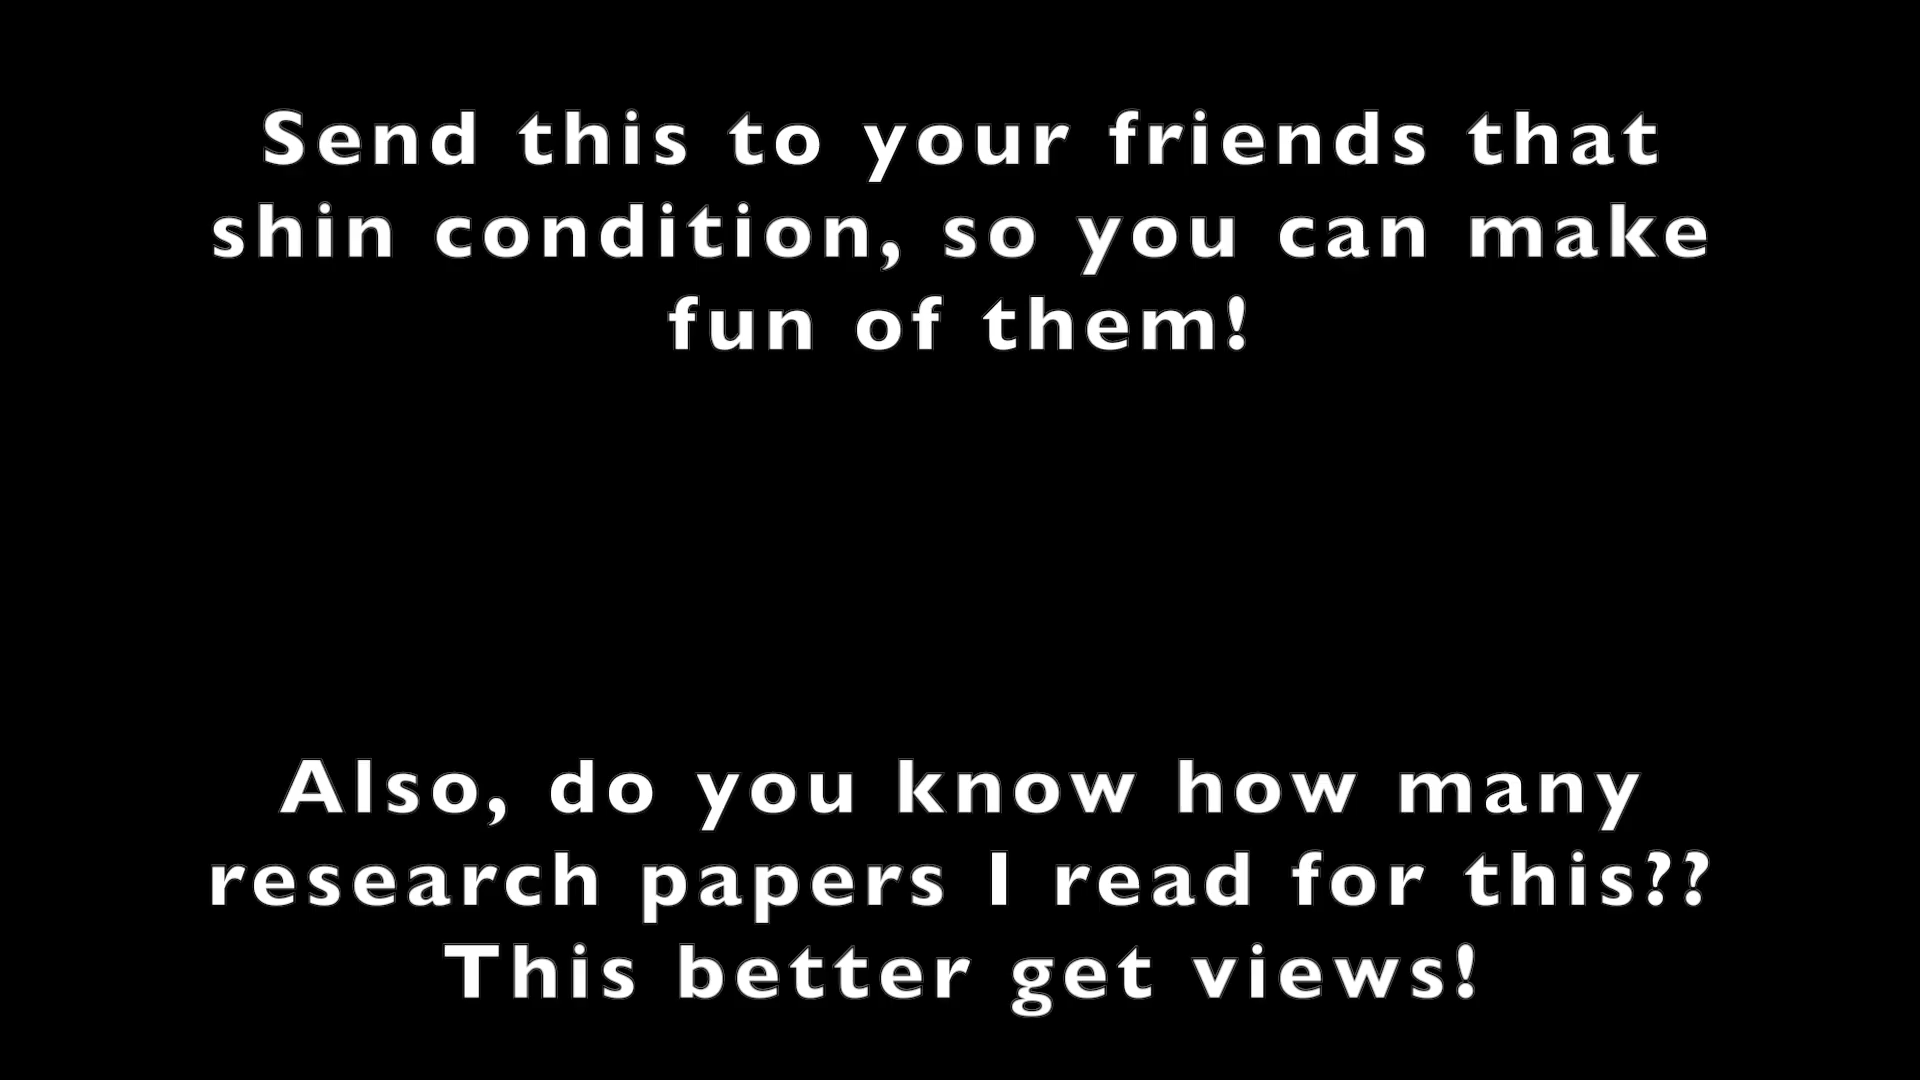 Send this to your friends that
shin condition, so you can make
fun of them!
Also, do you know how many
research papers I read for this??
This better get views!